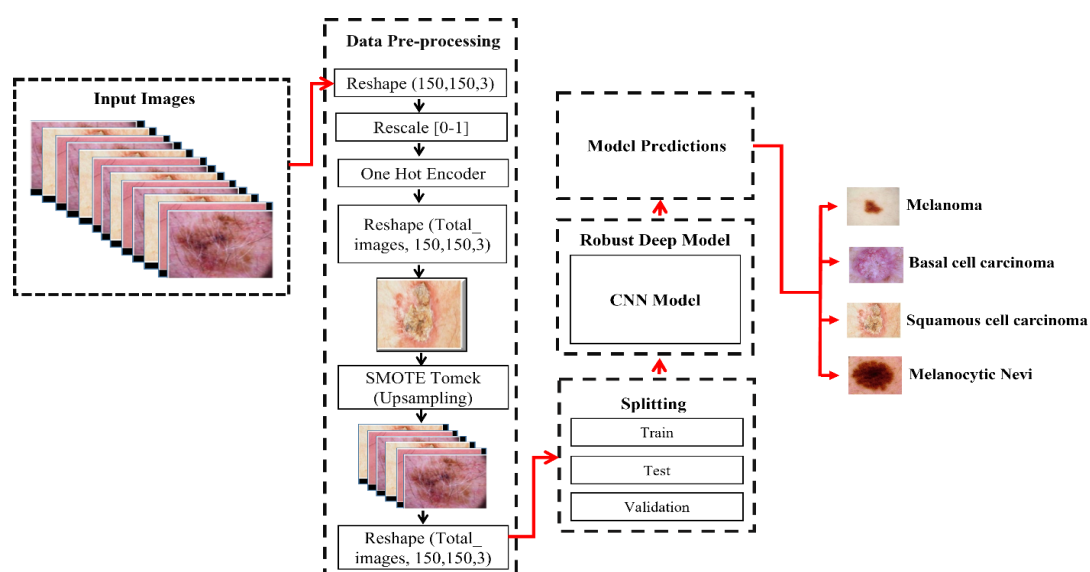 Input Images
Data Pre-processing
Reshape (150,150,3)
Rescale [0-1]
One Hot Encoder
Reshape (Total_
images, 150,150,3)
SMOTE Tomek
(Upsampling)
Reshape (Total_
images, 150,150,3)
Splitting
Train
Test
Validation
Robust Deep Model
CNN Model
Model Predictions
Melanoma
Basal cell carcinoma
Squamous cell carcinoma
Melanocytic Nevi